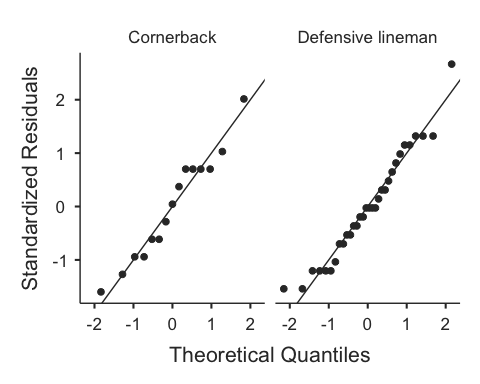 Cornerback
Defensive lineman
Standardized Residuals
2
1
0
-1
-2 -1 0 1 2
-2 -1 0 1 2
Theoretical Quantiles